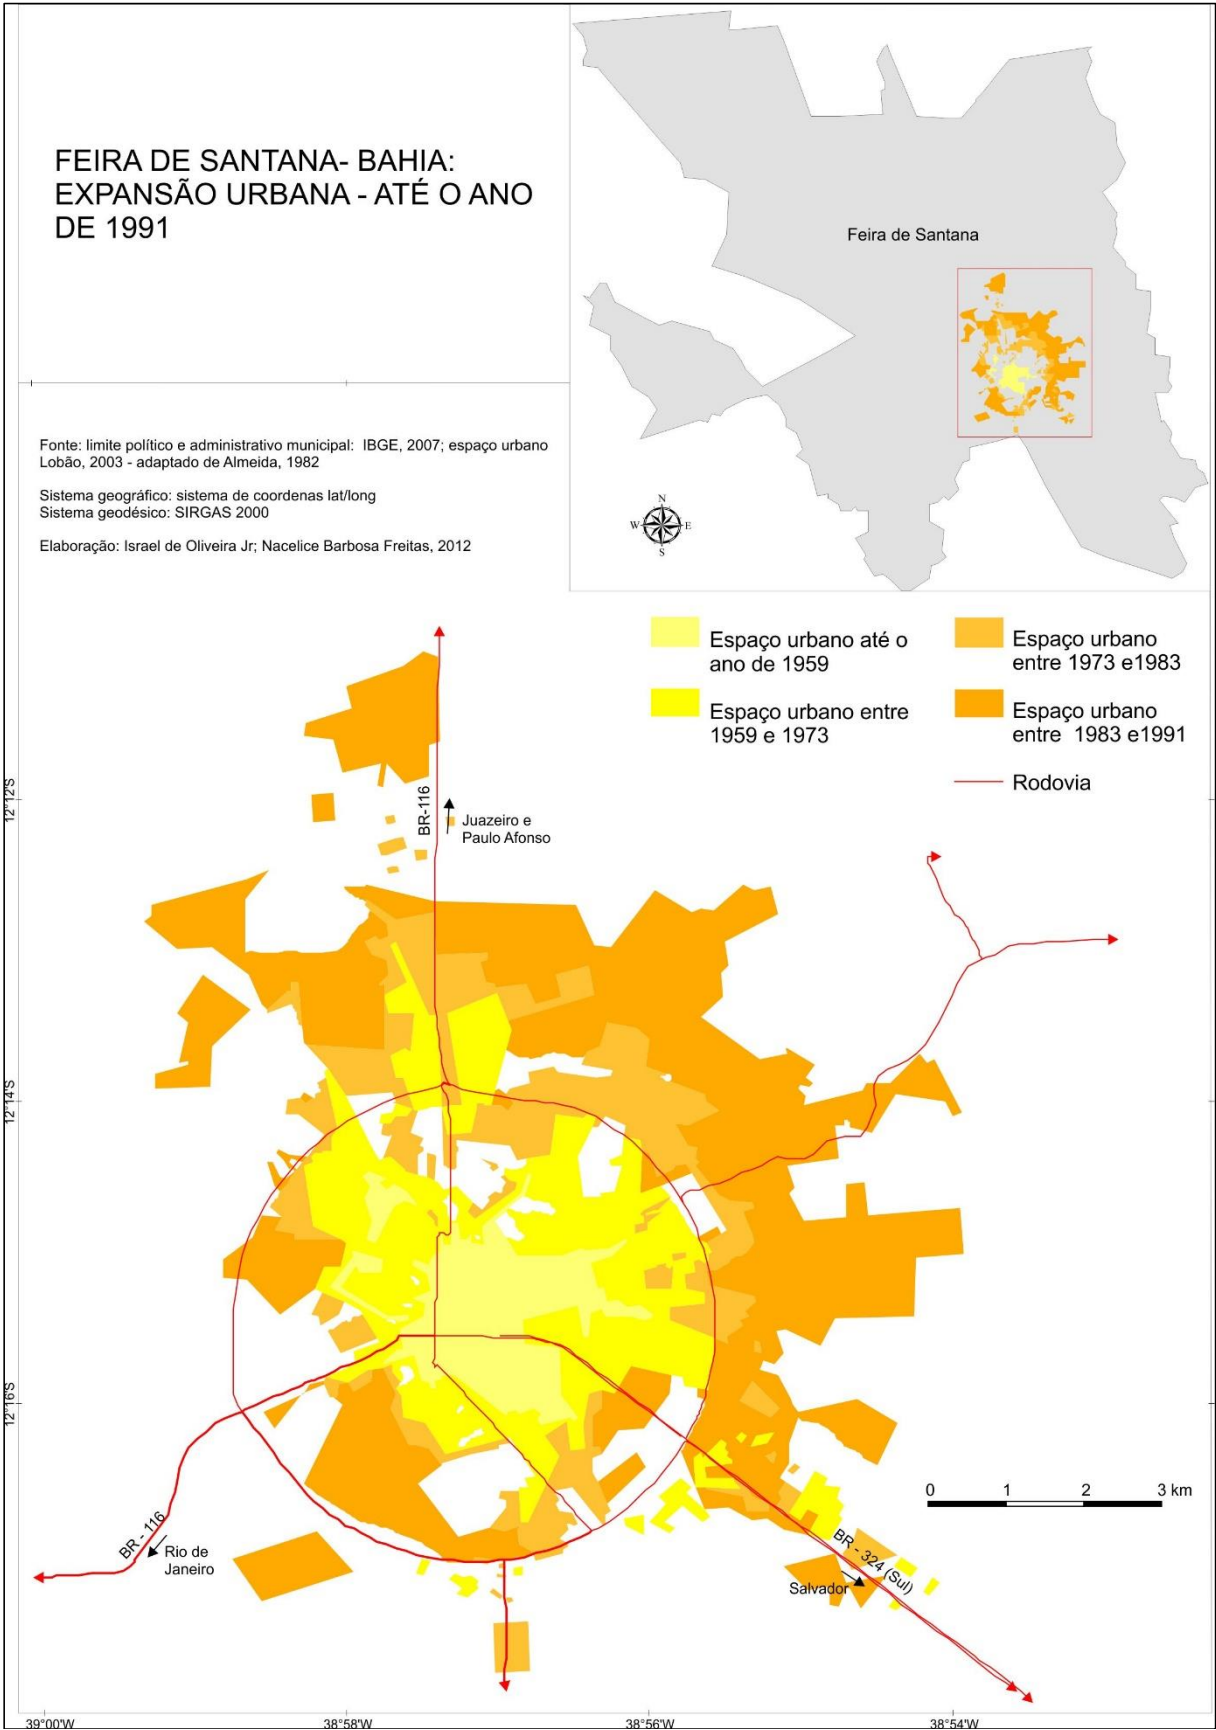 FEIRA DE SANTANA- BAHIA:
EXPANSÃO URBANA - ATÉ O ANO
DE 1991
Feira de Santana
Fonte: limite político e administrativo municipal: IBGE, 2007; espaço urbano
Lobão, 2003 - adaptado de Almeida, 1982
Sistema geográfico: sistema de coordenas lat/long
Sistema geodésico: SIRGAS 2000
Elaboração: Israel de Oliveira Jr; Nacelice Barbosa Freitas, 2012
N
W E
S
Espaço urbano até o
ano de 1959
Espaço urbano entre
1959 e 1973
Espaço urbano
entre 1973 e1983
Espaço urbano
entre 1983 e1991
Rodovia
12°12'S
BR-116
Juazeiro e
Paulo Afonso
12°14'S
12°16'S
0 1 2 3 km
BR - 116
Rio de
Janeiro
BR - 324 (Sul)
Salvador
39°00'W 38°58'W 38°56'W 38°54'W